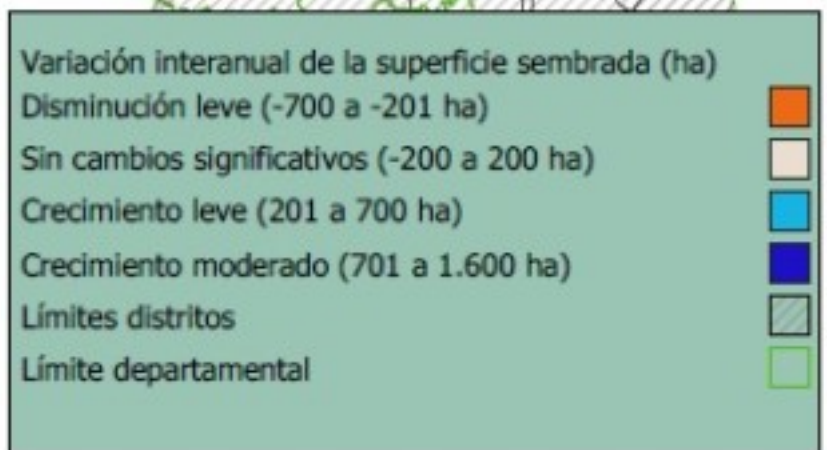 Variación interanual de la superficie sembrada (ha)
Disminución leve (-700 a -201 ha)
Sin cambios significativos (-200 a 200 ha)
Crecimiento leve (201 a 700 ha)
Crecimiento moderado (701 a 1.600 ha)
Límites distritos
Límite departamental